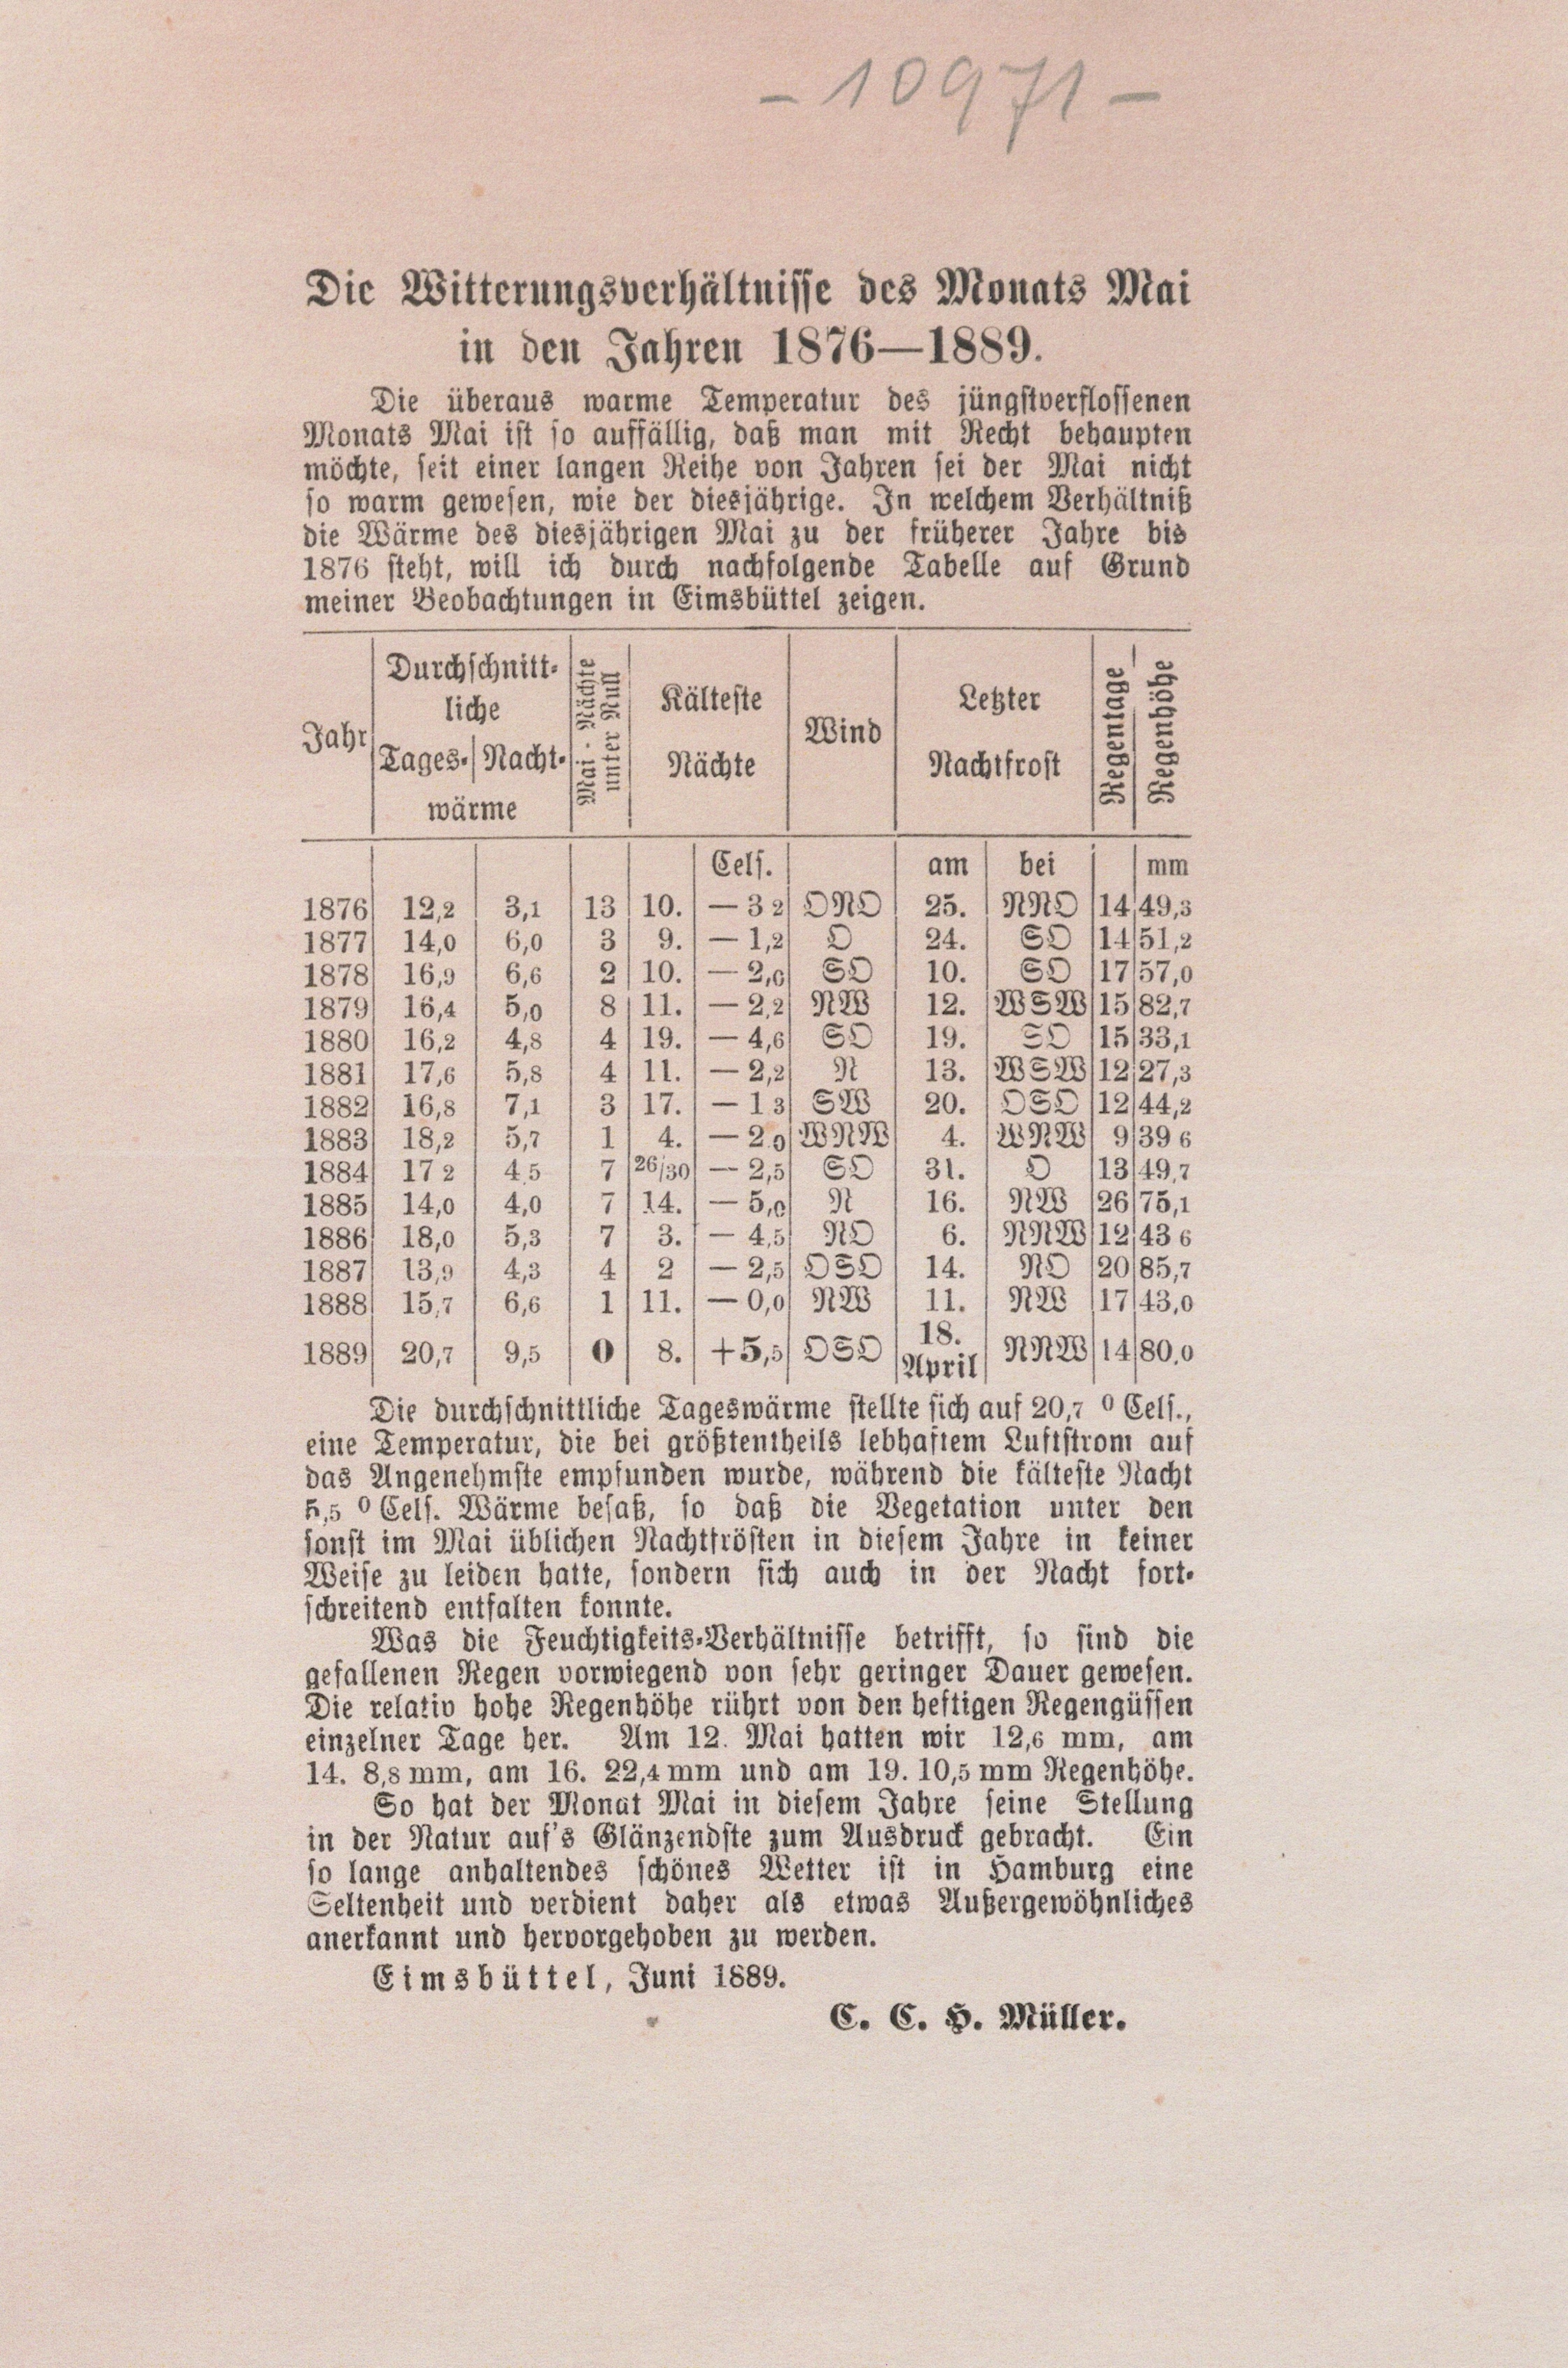 - 10971 -
Die Witterungsverhältnisse des Monats Mai
in den Jahren 1876—1889.
Die überaus warme Temperatur des jüngstverflossenen
Monats Mai ist so auffällig, daß man mit Recht behaupten
möchte, seit einer langen Reihe von Jahren sei der Mai nicht
so warm gewesen, wie der diesjährige. In welchem Verhältniß
die Wärme des diesjährigen Mai zu der früherer Jahre bis
1876 steht, will ich durch nachfolgende Tabelle auf Grund
meiner Beobachtungen in Eimsbüttel zeigen.
Jahr
Durchschnitt-
liche
Tages- Nacht-
wärme
Mai-Nächte
unter Null
Kälteste
Nächte
Wind
Letzter
Nachtfrost
Regentage
Regenhöhe
Cels. am bei mm
1876 12,2 3,1 13 10. — 3 2 ONO 25. NNO 14 49,3
1877 14,0 6,0 3 9. — 1,2 O 24. SO 14 51,2
1878 16,9 6,6 2 10. — 2,0 SO 10. SO 17 57,0
1879 16,4 5,0 8 11. — 2,2 NW 12. WSW 15 82,7
1880 16,2 4,8 4 19. — 4,6 SO 19. SO 15 33,1
1881 17,6 5,8 4 11. — 2,2 N 13. WSW 12 27,3
1882 16,8 7,1 3 17. — 1 3 SW 20. OSO 12 44,2
1883 18,2 5,7 1 4. — 2 0 WNW 4. WNW 9 39 6
1884 17 2 4 5 7 26/30 — 2,5 SO 31. O 13 49,7
1885 14,0 4,0 7 14. — 5,0 N 16. NW 26 75,1
1886 18,0 5,3 7 3. — 4,5 NO 6. NNW 12 43 6
1887 13,9 4,3 4 2 — 2,5 OSO 14. NO 20 85,7
1888 15,7 6,6 1 11. — 0,0 NW 11. NW 17 43,0
1889 20,7 9,5 0 8. +5,5 OSO 18. April NNW 14 80,0
Die durchschnittliche Tageswärme stellte sich auf 20,7 ⁰ Cels.,
eine Temperatur, die bei größtentheils lebhaftem Luftstrom auf
das Angenehmste empfunden wurde, während die kälteste Nacht
5,5 ⁰ Cels. Wärme besaß, so daß die Vegetation unter den
sonst im Mai üblichen Nachtfrösten in diesem Jahre in keiner
Weise zu leiden hatte, sondern sich auch in der Nacht fort-
schreitend entfalten konnte.
Was die Feuchtigkeits-Verhältnisse betrifft, so sind die
gefallenen Regen vorwiegend von sehr geringer Dauer gewesen.
Die relativ hohe Regenhöhe rührt von den heftigen Regengüssen
einzelner Tage her. Am 12. Mai hatten wir 12,6 mm, am
14. 8,8 mm, am 16. 22,4 mm und am 19. 10,5 mm Regenhöhe.
So hat der Monat Mai in diesem Jahre seine Stellung
in der Natur auf's Glänzendste zum Ausdruck gebracht. Ein
so lange anhaltendes schönes Wetter ist in Hamburg eine
Seltenheit und verdient daher als etwas Außergewöhnliches
anerkannt und hervorgehoben zu werden.
Eimsbüttel, Juni 1889.
C. C. H. Müller.